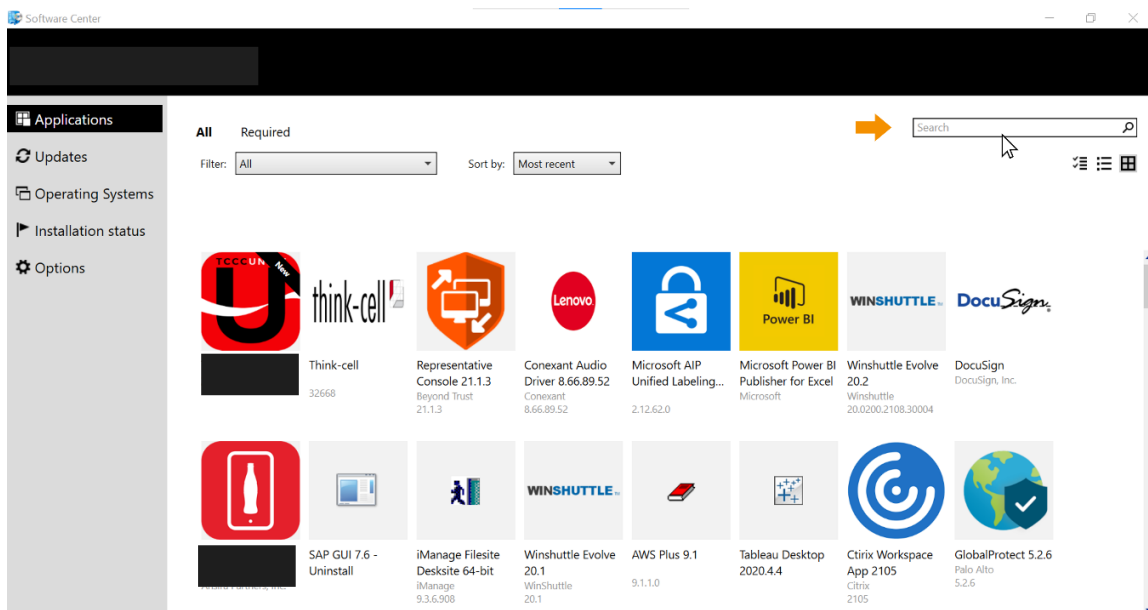 Software Center
Applications
Updates
Operating Systems
Installation status
Options
All Required
Search
Filter: All Sort by: Most recent
TCCCUN
New
U
think-cell
Lenovo
Power BI
WINSHUTTLE
DocuSign
Think-cell
32668
Representative
Console 21.1.3
Beyond Trust
21.1.3
Conexant Audio
Driver 8.66.89.52
Conexant
8.66.89.52
Microsoft AIP
Unified Labeling...
2.12.62.0
Microsoft Power BI
Publisher for Excel
Microsoft
Winshuttle Evolve
20.2
Winshuttle
20.0200.2108.30004
DocuSign
DocuSign, Inc.
WINSHUTTLE
SAP GUI 7.6 -
Uninstall
iManage Filesite
Desksite 64-bit
iManage
9.3.6.908
Winshuttle Evolve
20.1
WinShuttle
20.1
AWS Plus 9.1
9.1.1.0
Tableau Desktop
2020.4.4
Ctirix Workspace
App 2105
Citrix
2105
GlobalProtect 5.2.6
Palo Alto
5.2.6